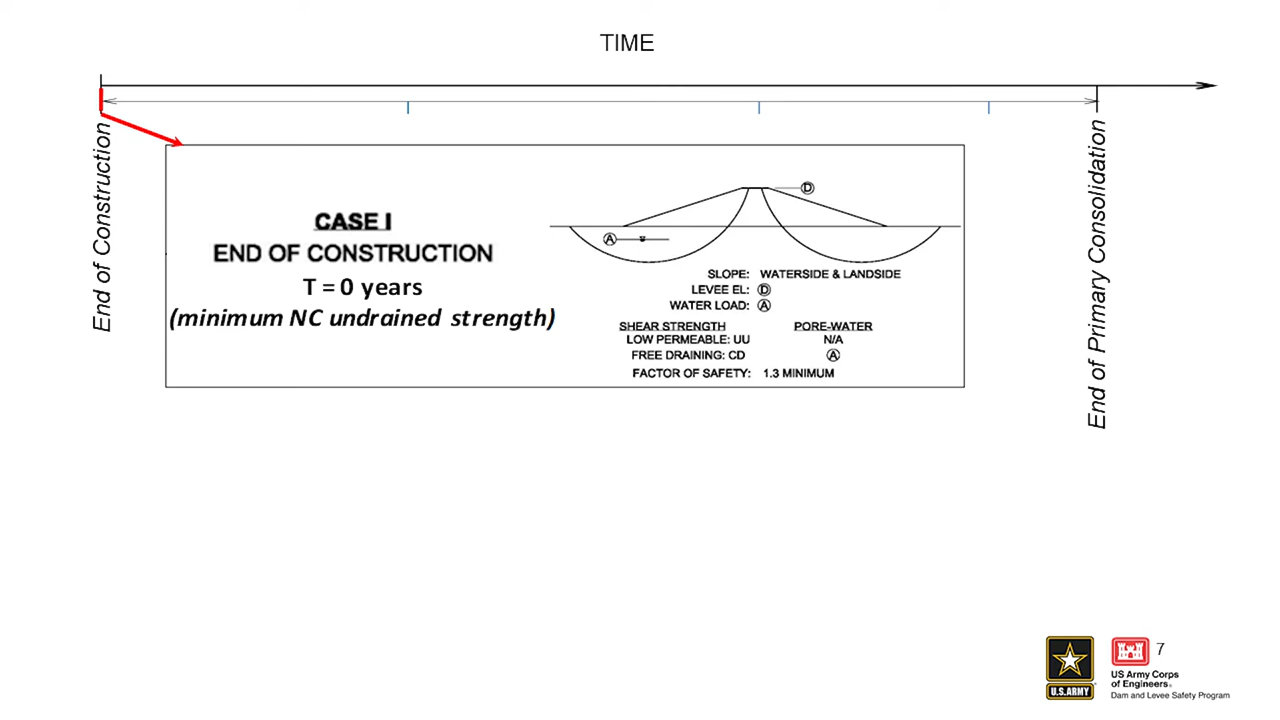 TIME
End of Construction
End of Primary Consolidation
CASE I
END OF CONSTRUCTION
T = 0 years
(minimum NC undrained strength)
D
A
SLOPE: WATERSIDE & LANDSIDE
LEVEE EL: D
WATER LOAD: A
SHEAR STRENGTH PORE-WATER
LOW PERMEABLE: UU N/A
FREE DRAINING: CD A
FACTOR OF SAFETY: 1.3 MINIMUM
U.S. ARMY
7
US Army Corps
of Engineers®
Dam and Levee Safety Program